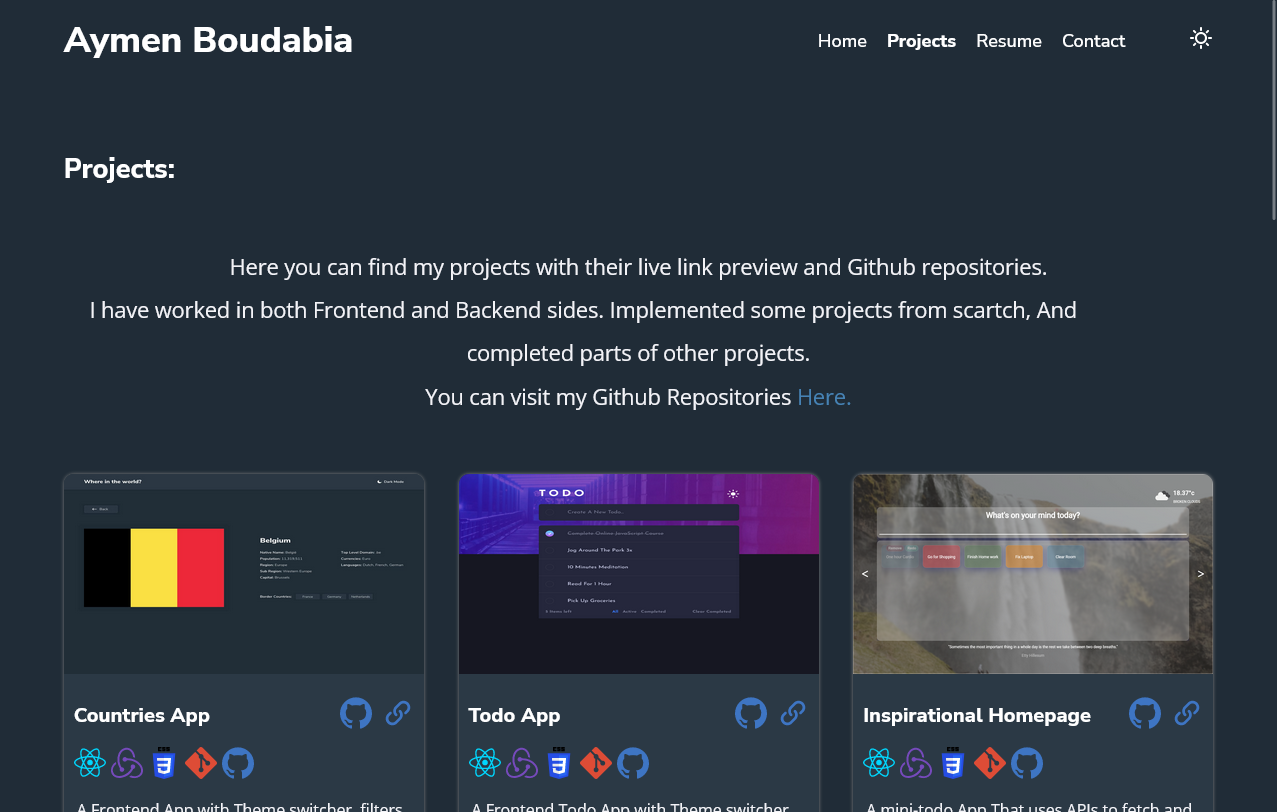 Aymen Boudabia
Home Projects Resume Contact
Projects:
Here you can find my projects with their live link preview and Github repositories.
I have worked in both Frontend and Backend sides. Implemented some projects from scartch, And
completed parts of other projects.
You can visit my Github Repositories Here.
Where in the world?
Dark Mode
Back
Belgium
Native Name: België
Population: 11,319,511
Region: Europe
Sub Region: Western Europe
Capital: Brussels
Top Level Domain: .be
Currencies: Euro
Languages: Dutch, French, German
Border Countries: France Germany Netherlands
TODO
Create A New Todo..
Complete Online JavaScript Course
Jog Around The Park 3x
10 Minutes Meditation
Read For 1 Hour
Pick Up Groceries
5 items left All Active Completed Clear Completed
18.37°c
BROKEN CLOUDS
What's on your mind today?
Go for Shopping
Finish Home work
Fix Laptop
Clean Room
<
>
"Sometimes the most important thing in a whole day is the rest we take between two deep breaths."
Etty Hillesum
Countries App
Todo App
Inspirational Homepage
A Frontend App with Theme switcher, filters
A Frontend Todo App with Theme switcher
A mini-todo App That uses APIs to fetch and